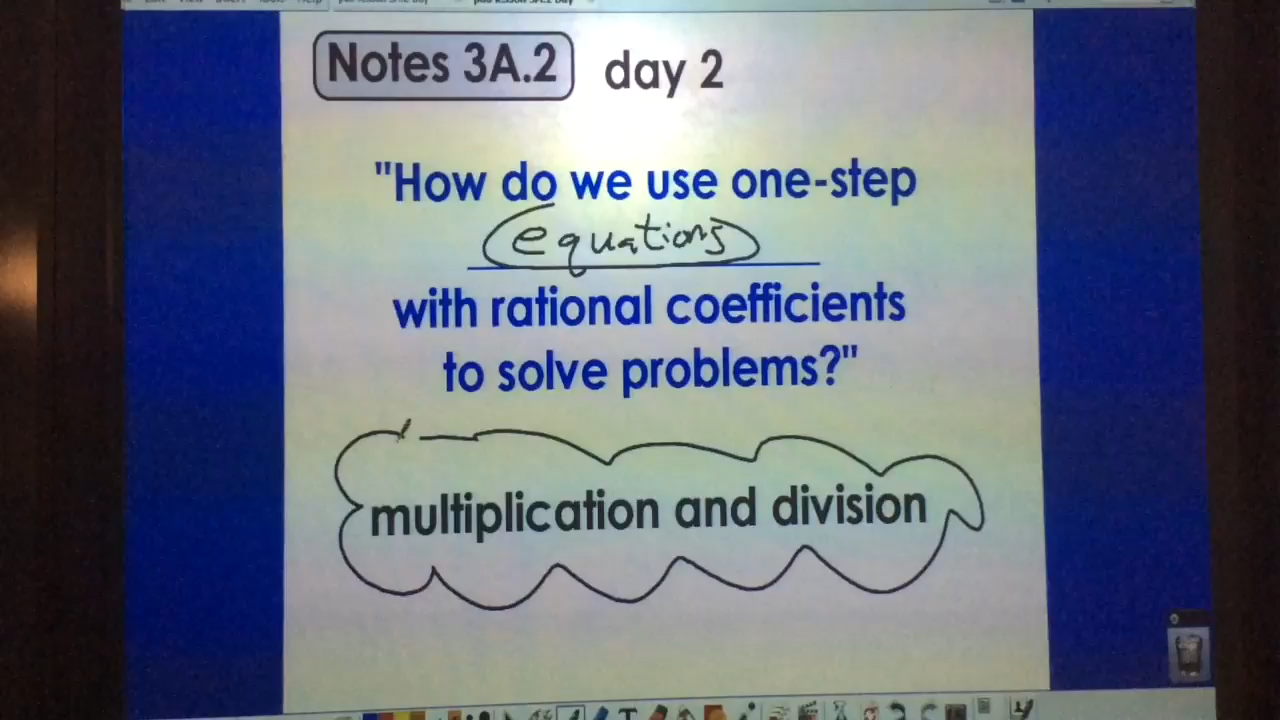 Notes 3A.2 day 2
"How do we use one-step
equations
with rational coefficients
to solve problems?"
multiplication and division